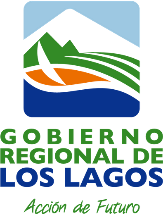 GOBIERNO
REGIONAL DE
LOS LAGOS
Acción de Futuro